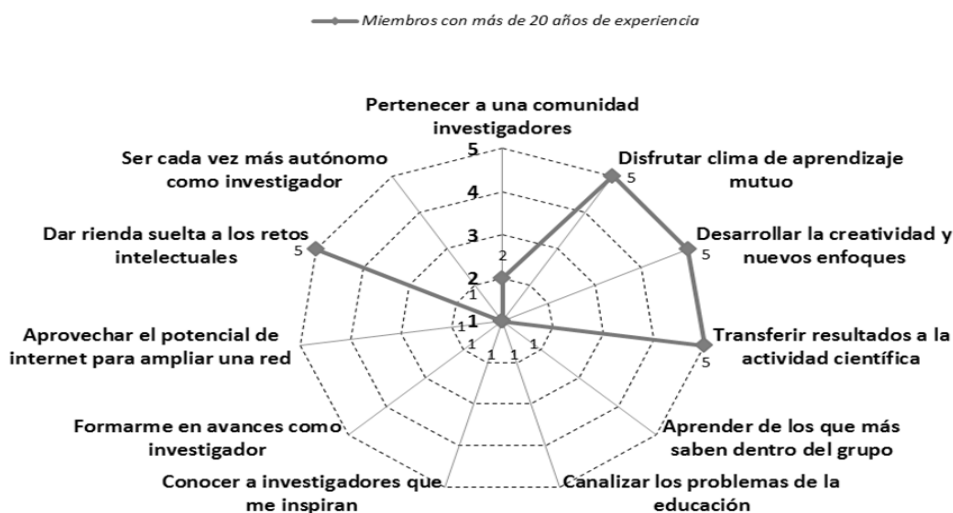 Miembros con más de 20 años de experiencia
Pertenecer a una comunidad
investigadores
Disfrutar clima de aprendizaje
mutuo
Desarrollar la creatividad y
nuevos enfoques
Transferir resultados a la
actividad científica
Aprender de los que más
saben dentro del grupo
Canalizar los problemas de la
educación
Conocer a investigadores que
me inspiran
Formarme en avances como
investigador
Aprovechar el potencial de
internet para ampliar una red
Dar rienda suelta a los retos
intelectuales
Ser cada vez más autónomo
como investigador
5
4
3
2
1
2
5
5
5
1
1
1
1
1
1
5
1